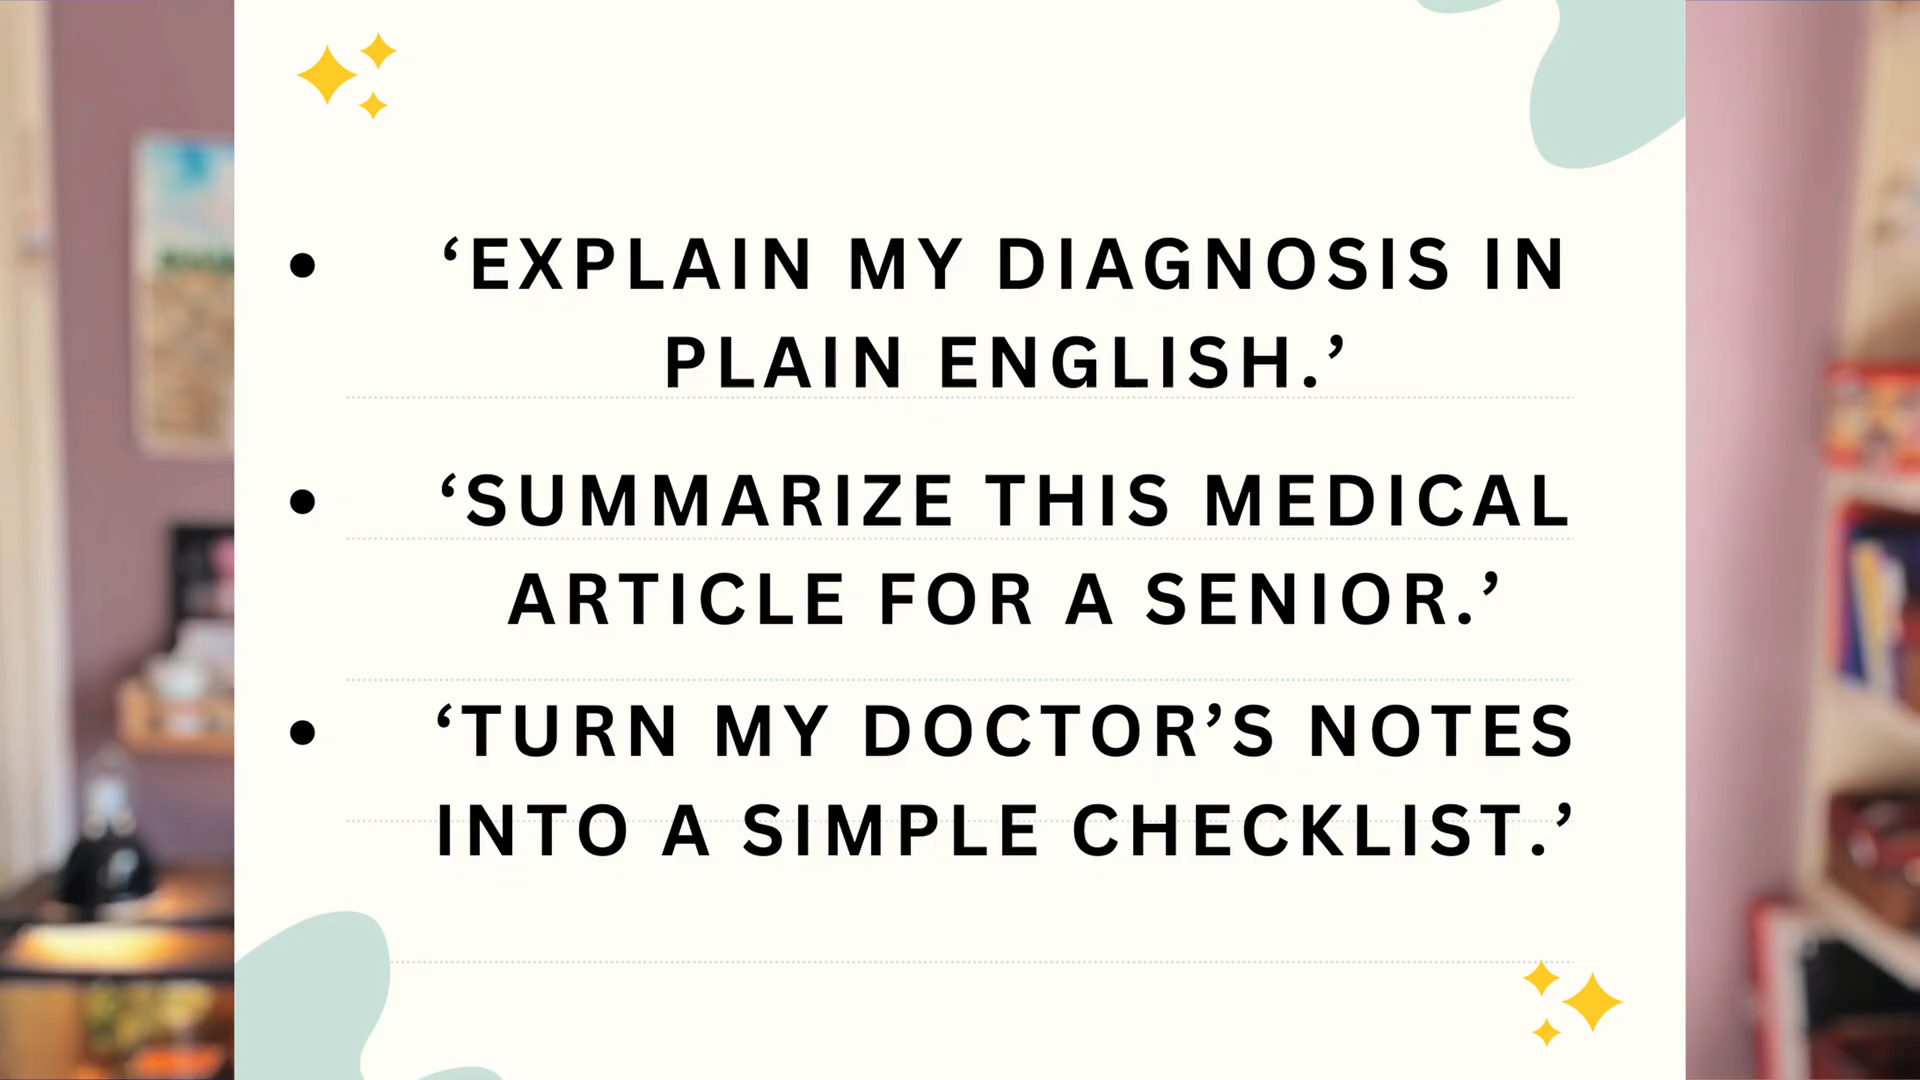 • ‘EXPLAIN MY DIAGNOSIS IN
PLAIN ENGLISH.’
• ‘SUMMARIZE THIS MEDICAL
ARTICLE FOR A SENIOR.’
• ‘TURN MY DOCTOR’S NOTES
INTO A SIMPLE CHECKLIST.’